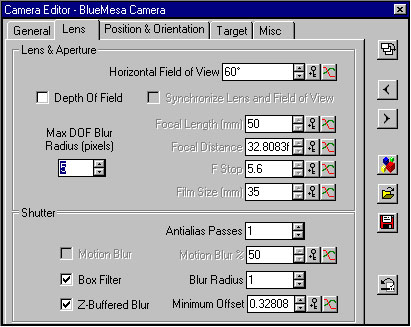 Camera Editor - BlueMesa Camera
General Lens Position & Orientation Target Misc
Lens & Aperture
Horizontal Field of View 60°
Depth Of Field Synchronize Lens and Field of View
Max DOF Blur
Radius (pixels)
5
Focal Length (mm) 50
Focal Distance 32.8083f
F Stop 5.6
Film Size (mm) 35
Shutter
Antialias Passes 1
Motion Blur Motion Blur % 50
Box Filter Blur Radius 1
Z-Buffered Blur Minimum Offset 0.32808